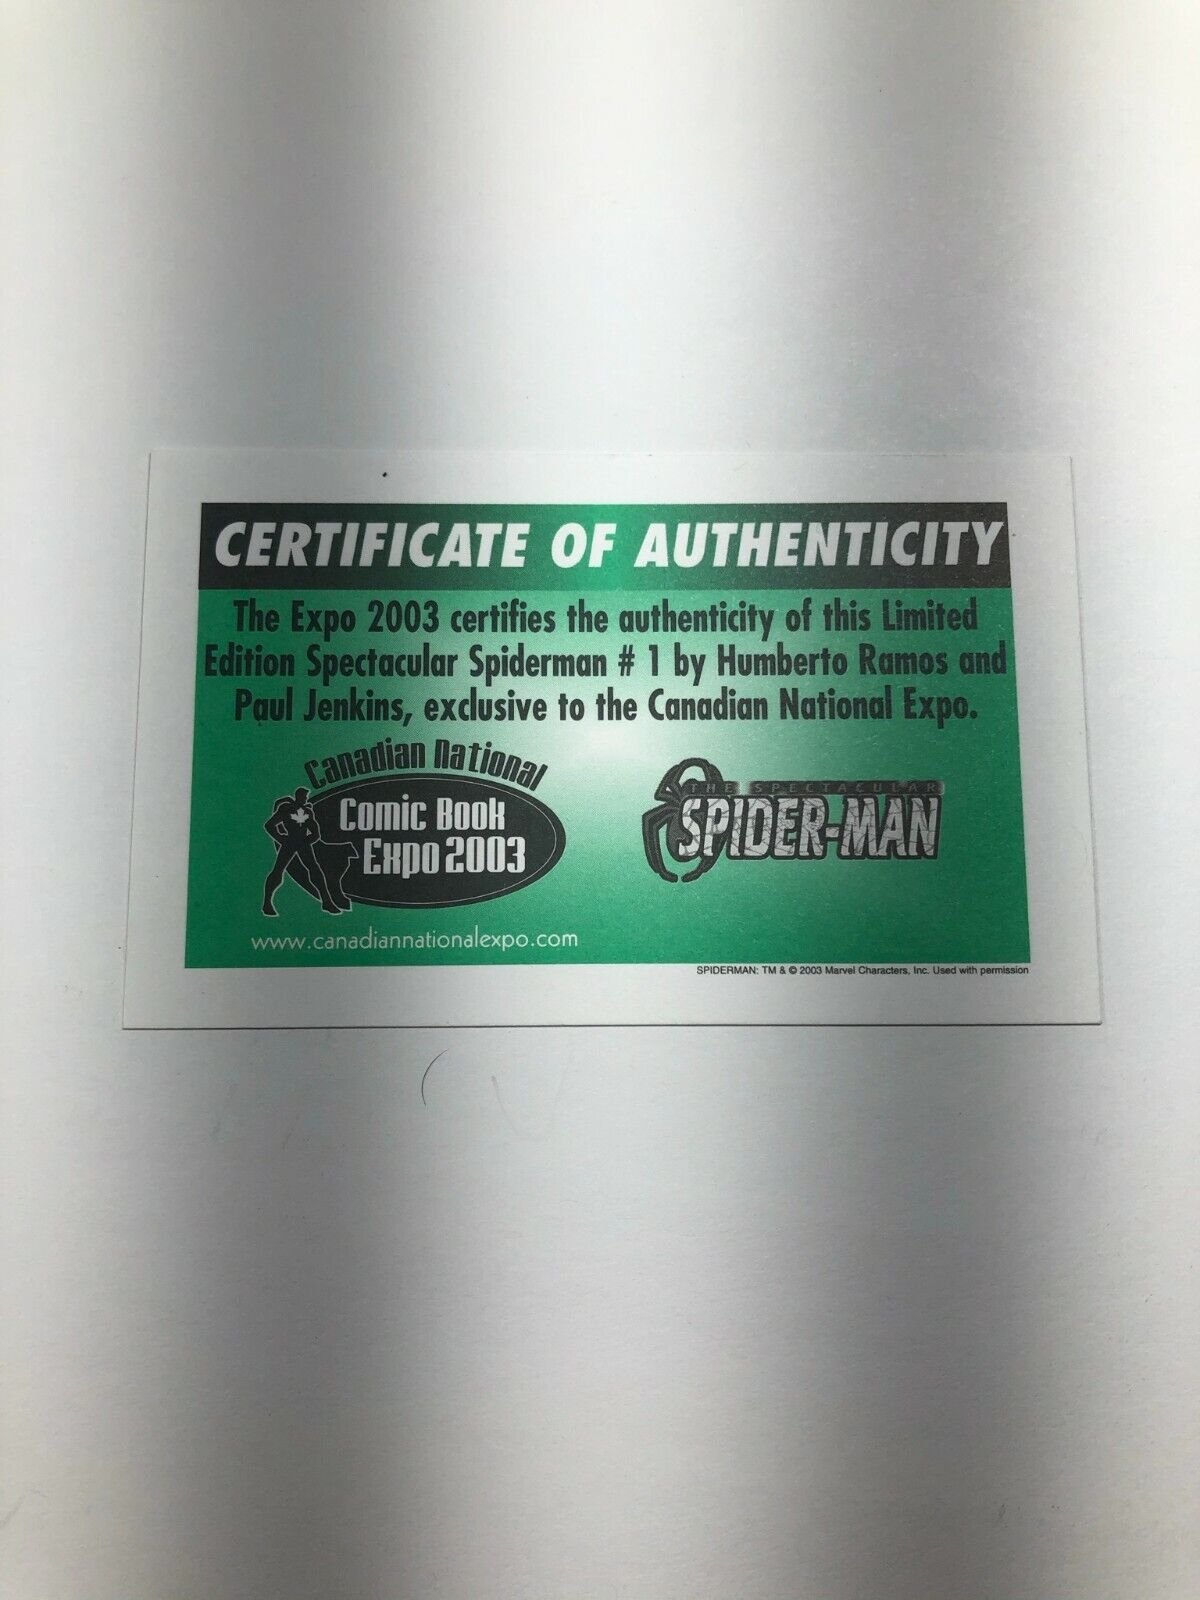 CERTIFICATE OF AUTHENTICITY
The Expo 2003 certifies the authenticity of this Limited
Edition Spectacular Spiderman # 1 by Humberto Ramos and
Paul Jenkins, exclusive to the Canadian National Expo.
Canadian National
Comic Book
Expo 2003
www.canadiannationalexpo.com
THE SPECTACULAR
SPIDER-MAN
SPIDERMAN: TM & © 2003 Marvel Characters, Inc. Used with permission